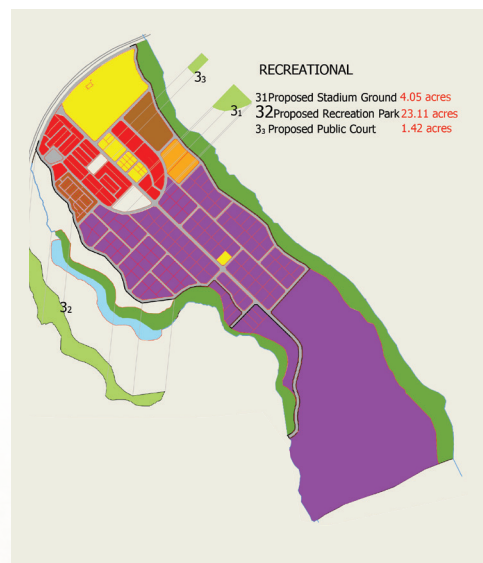 3₃
RECREATIONAL
3₁
31Proposed Stadium Ground 4.05 acres
32Proposed Recreation Park 23.11 acres
3₃ Proposed Public Court 1.42 acres
3₂